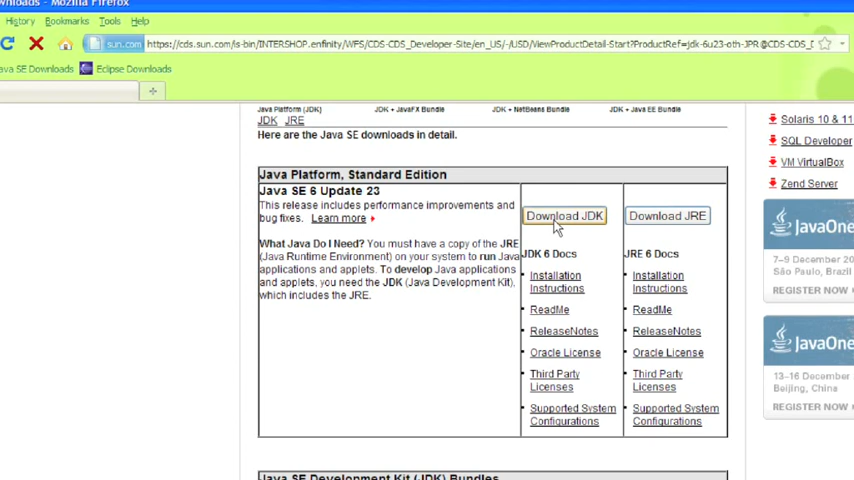 wnloads - Mozilla Firefox
History Bookmarks Tools Help
sun.com https://cds.sun.com/is-bin/INTERSHOP.enfinity/WFS/CDS-CDS_Developer-Site/en_US/-/USD/ViewProductDetail-Start?ProductRef=jdk-6u23-oth-JPR@CDS-CDS_D
ava SE Downloads Eclipse Downloads
Java Platform (JDK) JDK + JavaFX Bundle JDK + NetBeans Bundle JDK + Java EE Bundle
JDK JRE
Here are the Java SE downloads in detail.
Java Platform, Standard Edition
Java SE 6 Update 23
This release includes performance improvements and
bug fixes. Learn more
What Java Do I Need? You must have a copy of the JRE
(Java Runtime Environment) on your system to run Java
applications and applets. To develop Java applications
and applets, you need the JDK (Java Development Kit),
which includes the JRE.
Download JDK
JDK 6 Docs
Installation
Instructions
ReadMe
ReleaseNotes
Oracle License
Third Party
Licenses
Supported System
Configurations
Download JRE
JRE 6 Docs
Installation
Instructions
ReadMe
ReleaseNotes
Oracle License
Third Party
Licenses
Supported System
Configurations
Java SE Development Kit (JDK) Bundles
Solaris 10 & 11
SQL Developer
VM VirtualBox
Zend Server
JavaOne
7–9 December 20
São Paulo, Brazil
REGISTER NOW
JavaOne
13–16 December
Beijing, China
REGISTER NOW